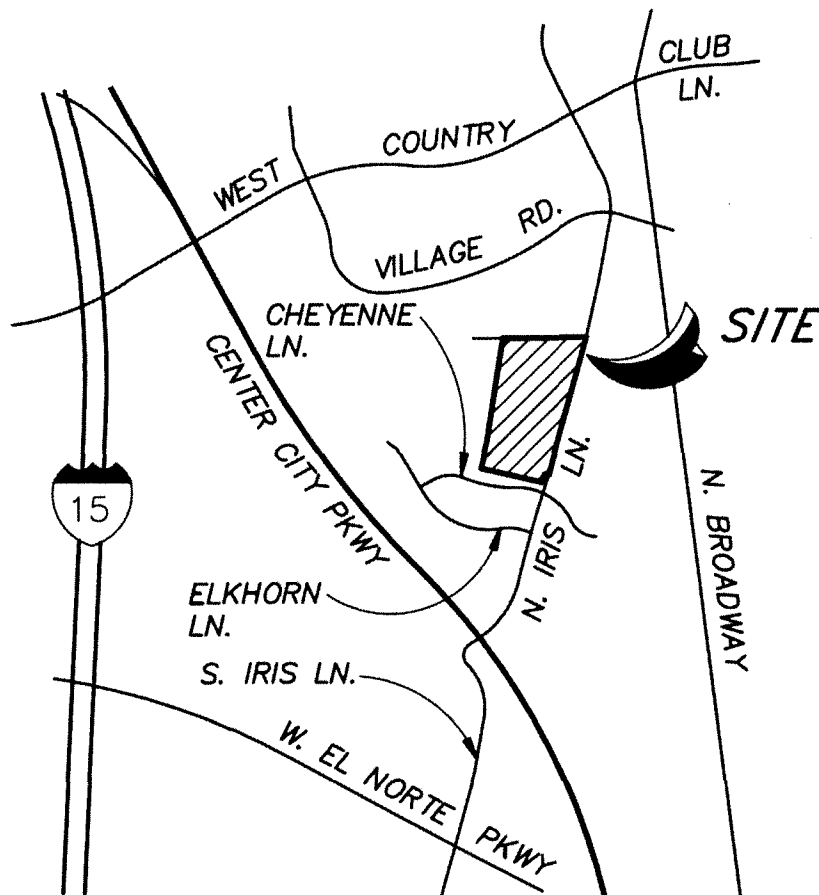 CLUB
LN.
WEST COUNTRY
VILLAGE RD.
CHEYENNE
LN.
SITE
CENTER CITY PKWY
15
N. IRIS LN.
N. BROADWAY
ELKHORN
LN.
S. IRIS LN.
W. EL NORTE PKWY